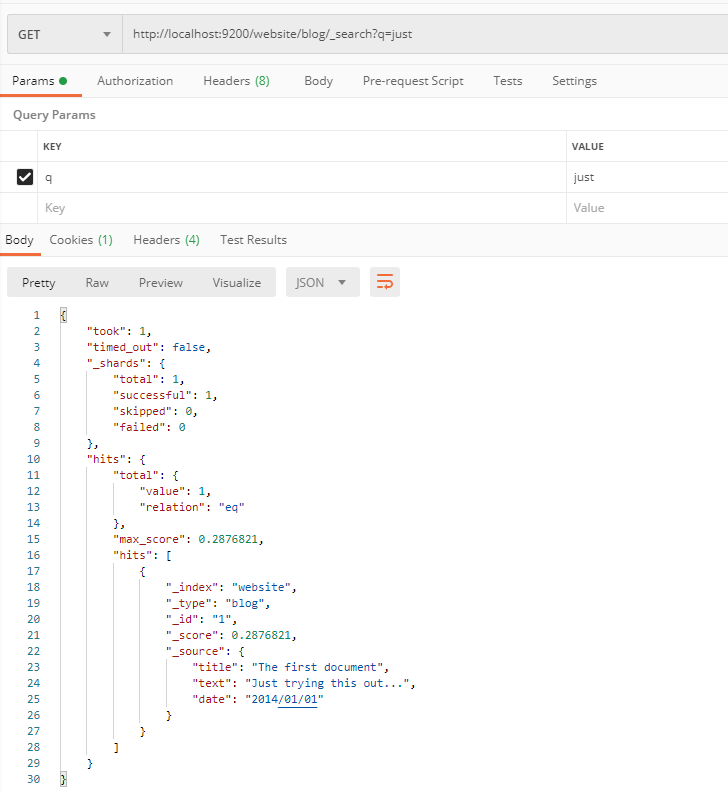 GET http://localhost:9200/website/blog/_search?q=just
Params Authorization Headers (8) Body Pre-request Script Tests Settings
Query Params
KEY VALUE
q just
Key Value
Body Cookies (1) Headers (4) Test Results
Pretty Raw Preview Visualize JSON
1 {
2 "took": 1,
3 "timed_out": false,
4 "_shards": {
5 "total": 1,
6 "successful": 1,
7 "skipped": 0,
8 "failed": 0
9 },
10 "hits": {
11 "total": {
12 "value": 1,
13 "relation": "eq"
14 },
15 "max_score": 0.2876821,
16 "hits": [
17 {
18 "_index": "website",
19 "_type": "blog",
20 "_id": "1",
21 "_score": 0.2876821,
22 "_source": {
23 "title": "The first document",
24 "text": "Just trying this out...",
25 "date": "2014/01/01"
26 }
27 }
28 ]
29 }
30 }